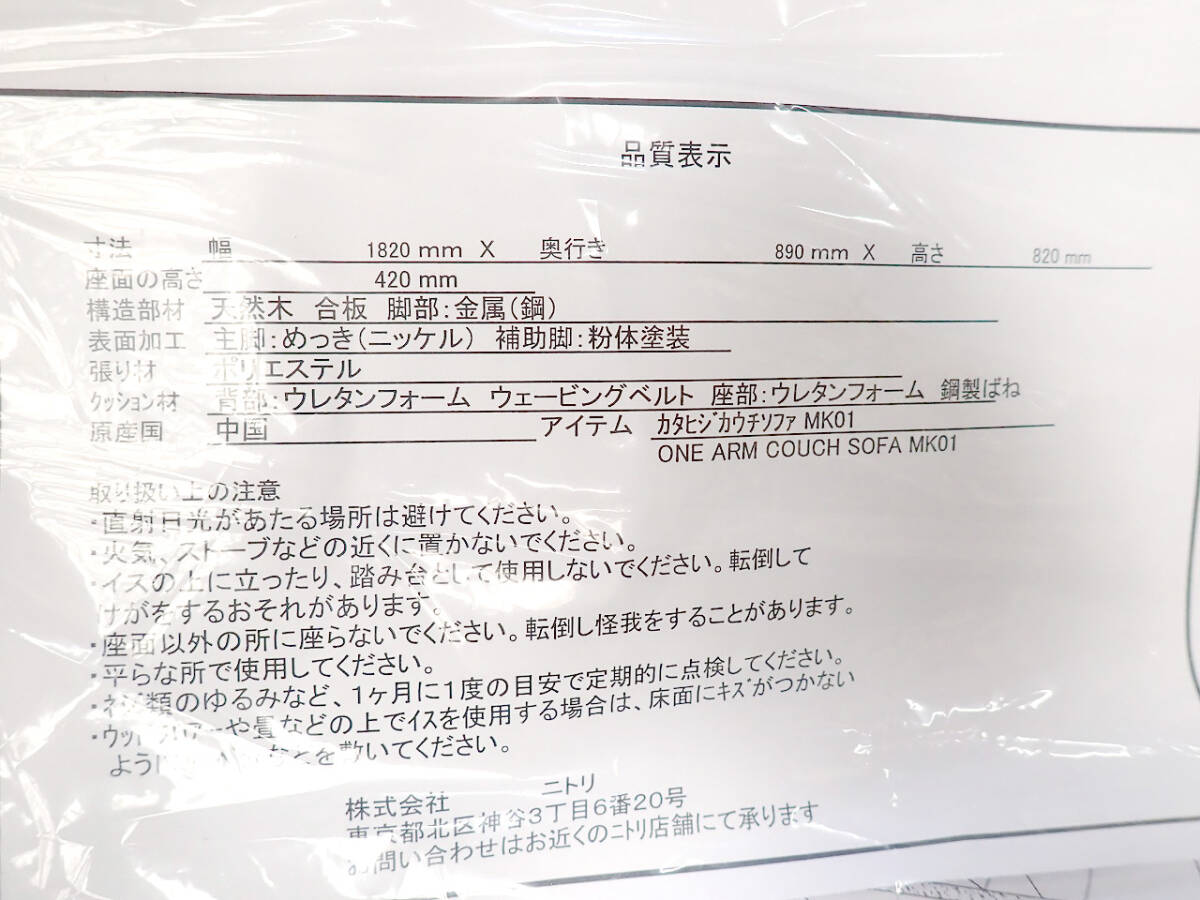 品質表示
寸法 幅 1820 mm X 奥行き 890 mm X 高さ 820 mm
座面の高さ 420 mm
構造部材 天然木 合板 脚部：金属（鋼）
表面加工 主脚：めっき（ニッケル） 補助脚：粉体塗装
張り材 ポリエステル
ｸｯｼｮﾝ材 背部：ウレタンフォーム ウェービングベルト 座部：ウレタンフォーム 鋼製ばね
原産国 中国 アイテム ｶﾀﾋｼﾞｶｳﾁｿﾌｧ MK01
ONE ARM COUCH SOFA MK01
取り扱い上の注意
・直射日光があたる場所は避けてください。
・火気、ストーブなどの近くに置かないでください。
・イスの上に立ったり、踏み台として使用しないでください。転倒して
けがをするおそれがあります。
・座面以外の所に座らないでください。転倒し怪我をすることがあります。
・平らな所で使用してください。
・ネジ類のゆるみなど、1ヶ月に1度の目安で定期的に点検してください。
・ウッドフロアーや畳などの上でイスを使用する場合は、床面にキズがつかない
よう などを敷いてください。
株式会社 ニトリ
東京都北区神谷3丁目6番20号
お問い合わせはお近くのニトリ店舗にて承ります